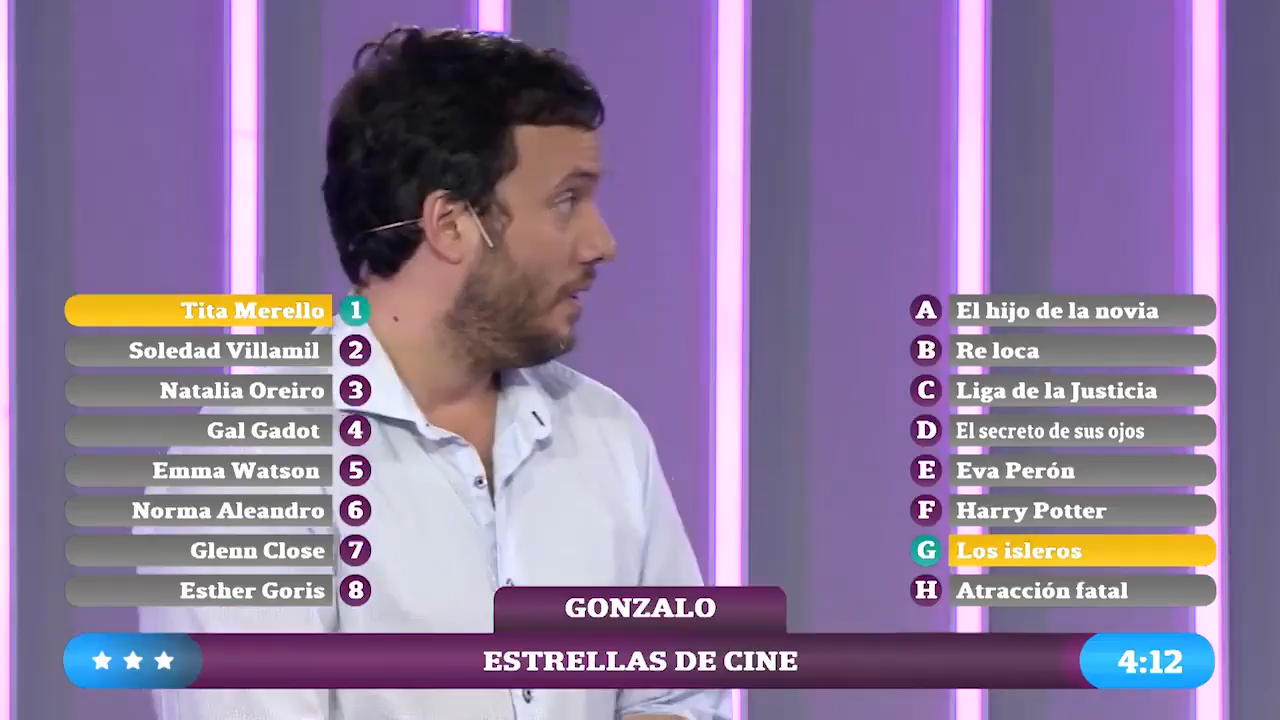 Tita Merello 1
Soledad Villamil 2
Natalia Oreiro 3
Gal Gadot 4
Emma Watson 5
Norma Aleandro 6
Glenn Close 7
Esther Goris 8
A El hijo de la novia
B Re loca
C Liga de la Justicia
D El secreto de sus ojos
E Eva Perón
F Harry Potter
G Los isleros
H Atracción fatal
GONZALO
ESTRELLAS DE CINE
4:12